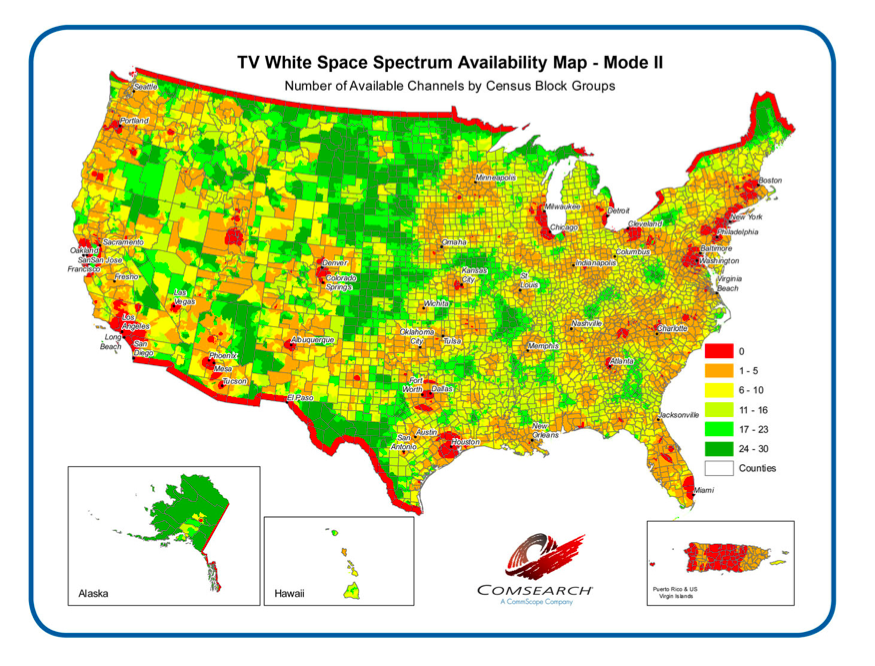 TV White Space Spectrum Availability Map - Mode II
Number of Available Channels by Census Block Groups
Seattle
Portland
Minneapolis
Boston
Milwaukee
Detroit
New York
Chicago
Cleveland
Philadelphia
Sacramento
Oakland
San
San Jose
Francisco
Omaha
Columbus
Baltimore
Washington
Indianapolis
Denver
Colorado
Springs
Kansas
City
St.
Louis
Virginia
Beach
Fresno
Las
Vegas
Wichita
Los
Angeles
Long
Beach
San
Diego
Albuquerque
Oklahoma
City
Tulsa
Nashville
Charlotte
Memphis
Phoenix
Mesa
Tucson
Atlanta
El Paso
Fort
Worth
Dallas
Jacksonville
Austin
San
Antonio
Houston
New
Orleans
Miami
0
1 - 5
6 - 10
11 - 16
17 - 23
24 - 30
Counties
Alaska
Hawaii
COMSEARCH
A CommScope Company
Puerto Rico & US
Virgin Islands